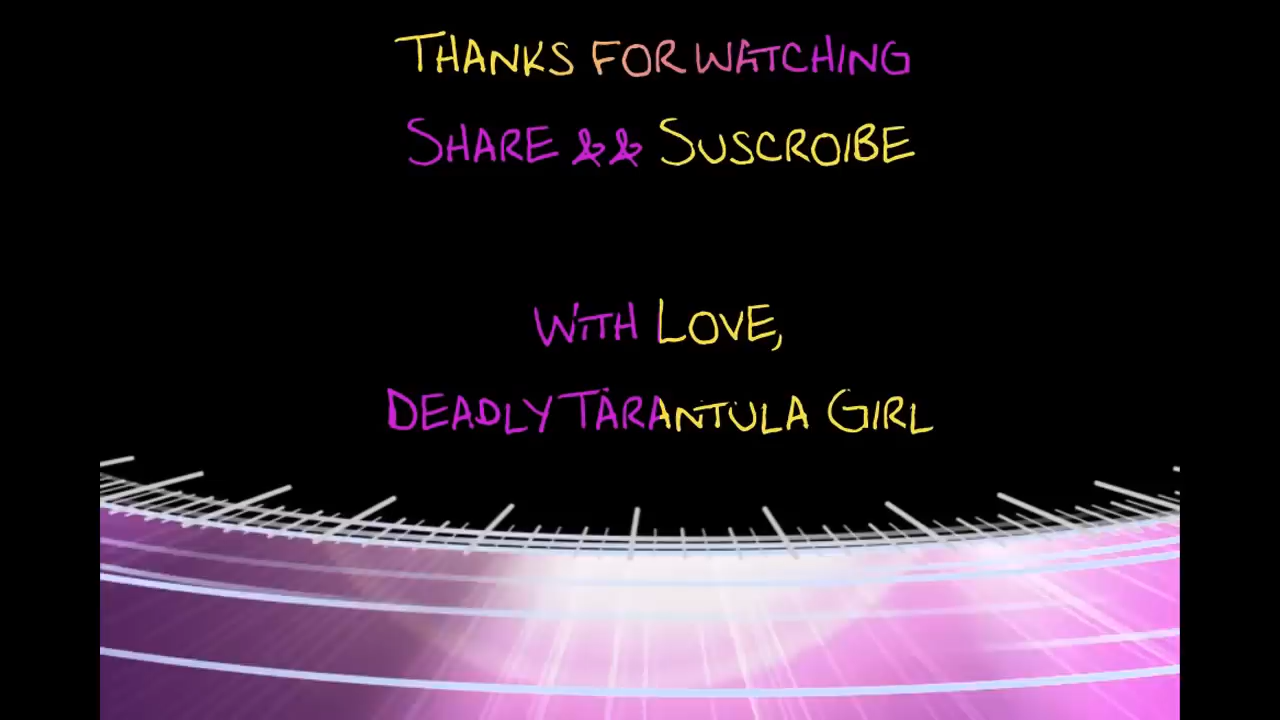 THANKS FOR WATCHING
SHARE && SUSCROIBE
WITH LOVE,
DEADLY TARANTULA GIRL